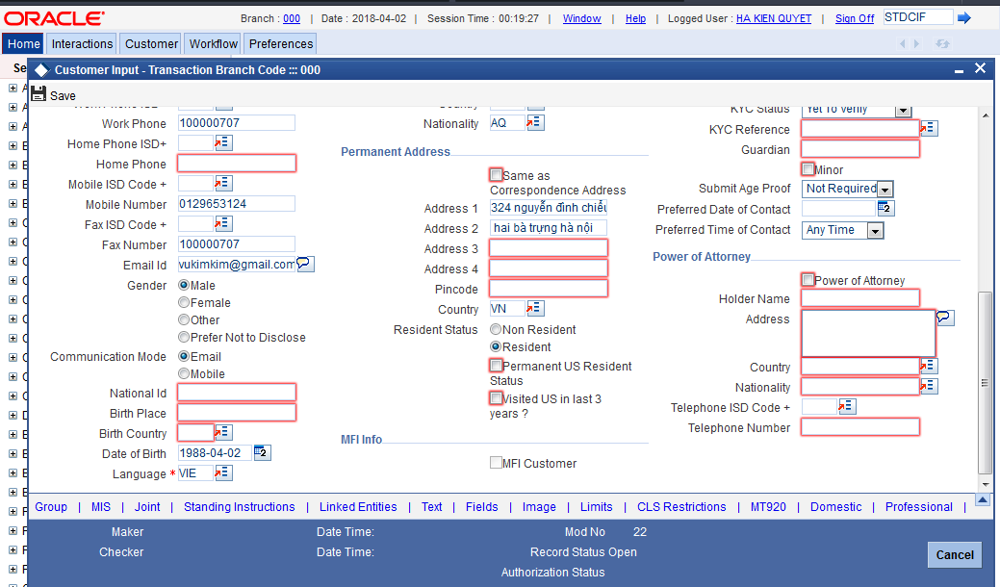 ORACLE
Branch : 000 | Date : 2018-04-02 | Session Time : 00:19:27 | Window | Help | Logged User : HA KIEN QUYET | Sign Off STDCIF
Home Interactions Customer Workflow Preferences
Se
Customer Input - Transaction Branch Code ::: 000
Save
KYC Status Yet To Verify
Work Phone 100000707
Nationality AQ
KYC Reference
Home Phone ISD+
Permanent Address
Guardian
Home Phone
Same as
Correspondence Address
Minor
Mobile ISD Code +
Submit Age Proof Not Required
Mobile Number 0129653124
Address 1 324 nguyễn đình chiểu
Preferred Date of Contact
Fax ISD Code +
Address 2 hai bà trựng hà nội
Preferred Time of Contact Any Time
Fax Number 100000707
Address 3
Power of Attorney
Email Id vukimkim@gmail.com
Address 4
Power of Attorney
Gender Male
Pincode
Holder Name
Female
Country VN
Address
Other
Resident Status Non Resident
Prefer Not to Disclose
Resident
Communication Mode Email
Permanent US Resident
Status
Country
Mobile
Nationality
National Id
Visited US in last 3
years ?
Telephone ISD Code +
Birth Place
Telephone Number
Birth Country
MFI Info
Date of Birth 1988-04-02
MFI Customer
Language * VIE
Group | MIS | Joint | Standing Instructions | Linked Entities | Text | Fields | Image | Limits | CLS Restrictions | MT920 | Domestic | Professional |
Maker Date Time: Mod No 22
Checker Date Time: Record Status Open
Authorization Status
Cancel